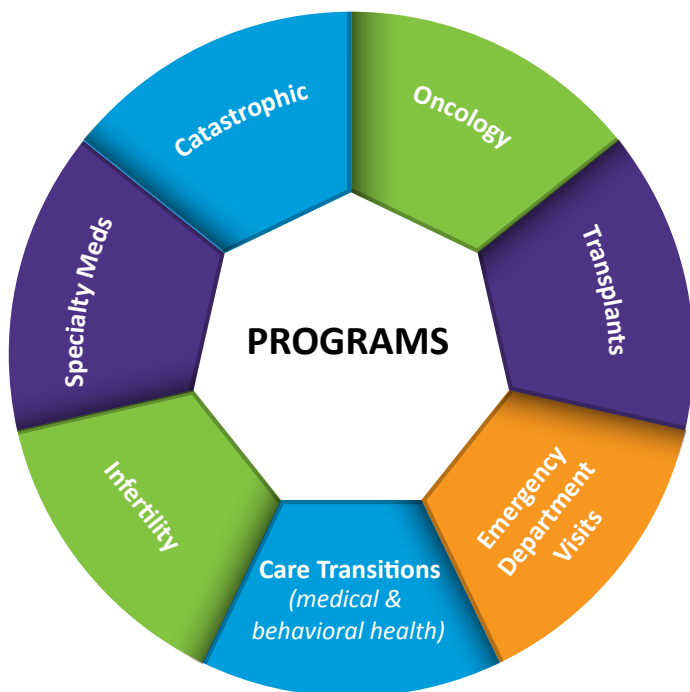 PROGRAMS
Oncology
Transplants
Emergency
Department
Visits
Care Transitions
(medical &
behavioral health)
Infertility
Specialty Meds
Catastrophic